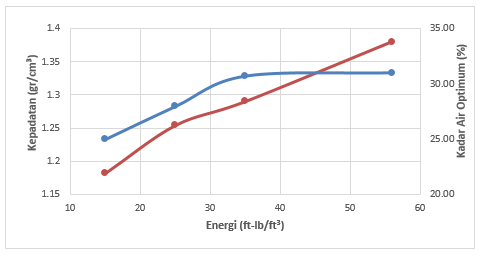 1.4
1.35
1.3
1.25
1.2
1.15
Kepadatan (gr/cm³)
35.00
30.00
25.00
20.00
Kadar Air Optimum (%)
10 20 30 40 50 60
Energi (ft-lb/ft³)